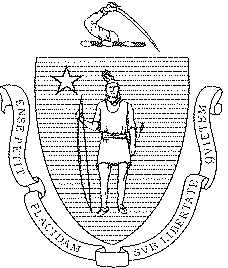 ENSE PETIT
PLACIDAM
SVB LIBERTATE
QVIETEM